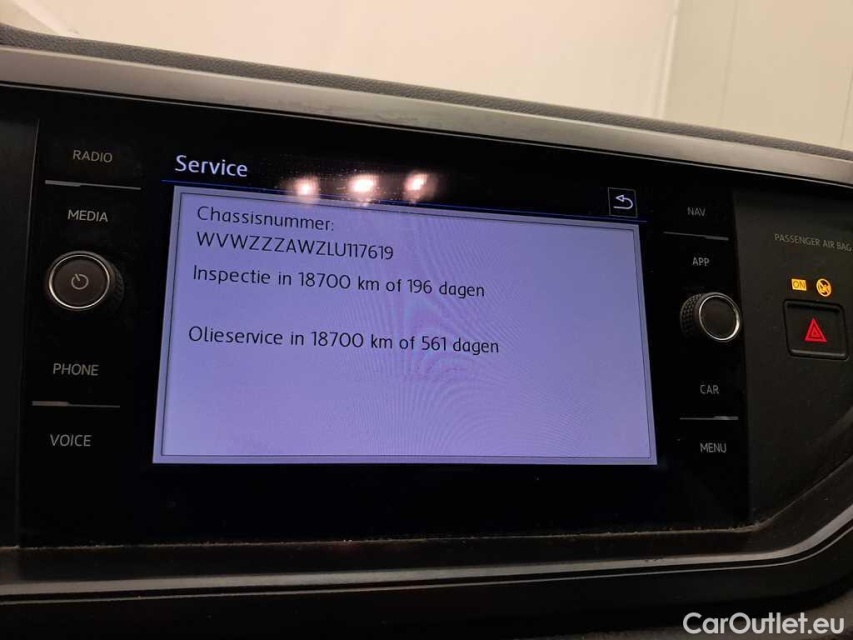 RADIO
Service
MEDIA
NAV
Chassisnummer:
WVWZZZAWZLU117619
PASSENGER AIR BAG
APP
Inspectie in 18700 km of 196 dagen
ON
Olieservice in 18700 km of 561 dagen
PHONE
CAR
VOICE
MENU
CarOutlet.eu